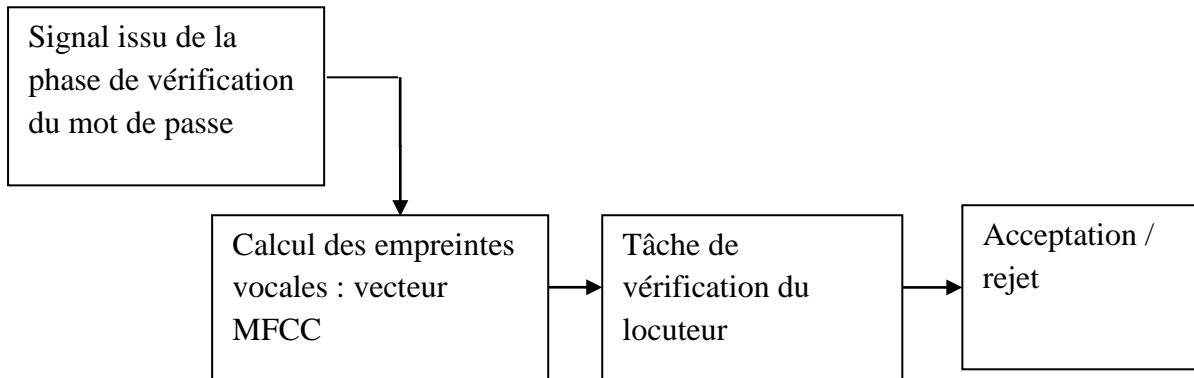 Signal issu de la
phase de vérification
du mot de passe
Calcul des empreintes
vocales : vecteur
MFCC
Tâche de
vérification du
locuteur
Acceptation /
rejet